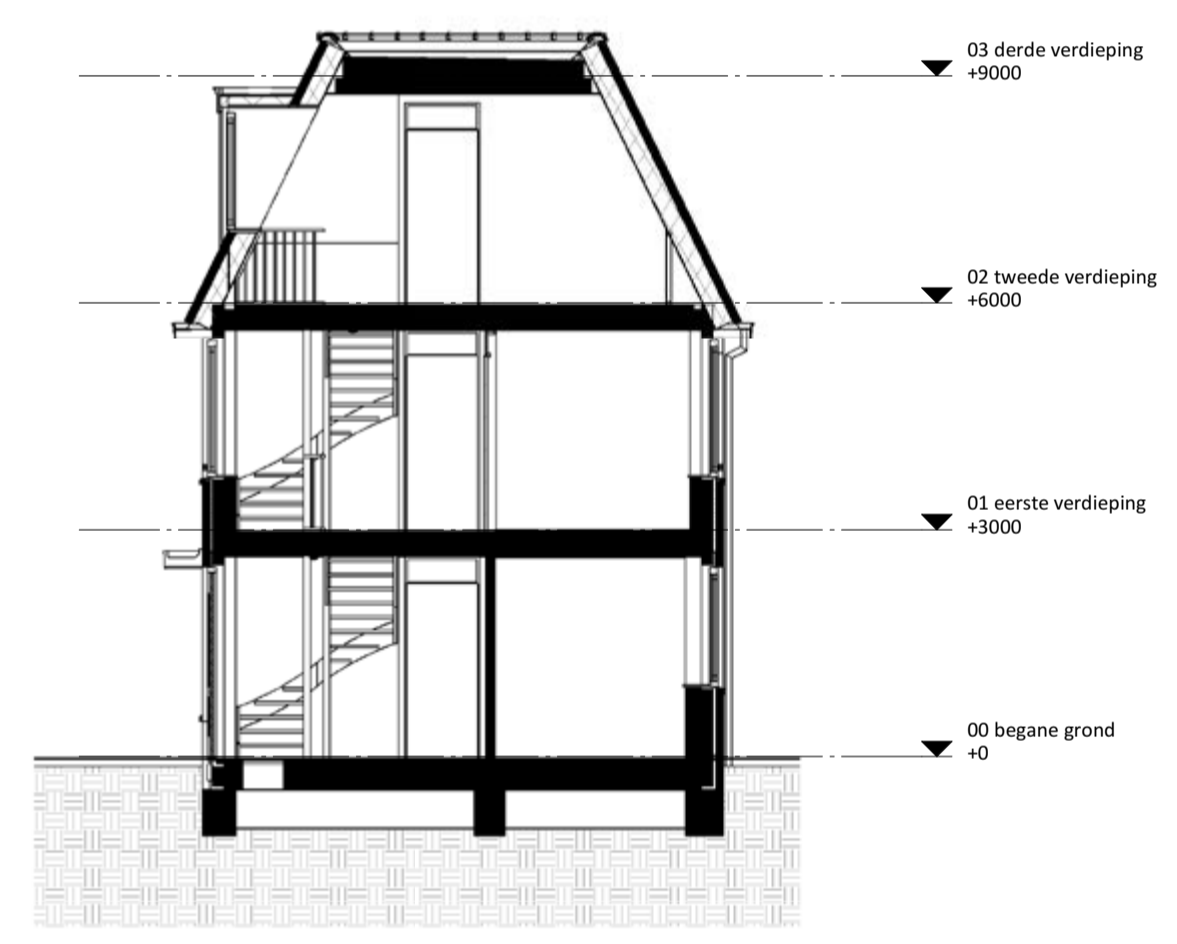 03 derde verdieping
+9000
02 tweede verdieping
+6000
01 eerste verdieping
+3000
00 begane grond
+0